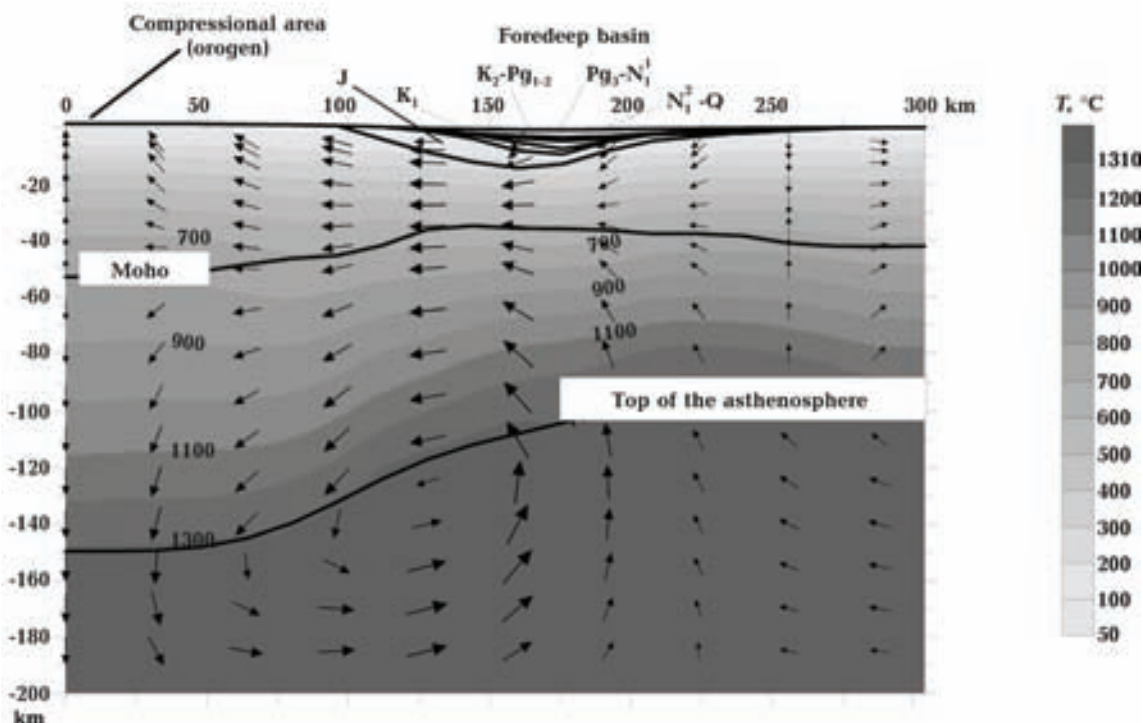 Compressional area
(orogen)
Foredeep basin
J
K₁
K₂-Pg₁₋₂
Pg₃-N₁¹
N₁²-Q
0 50 100 150 200 250 300 km
T, °C
-20
-40
-60
-80
-100
-120
-140
-160
-180
-200
km
700
Moho
900
1100
1300
700
900
1100
Top of the asthenosphere
1310
1200
1100
1000
900
800
700
600
500
400
300
200
100
50